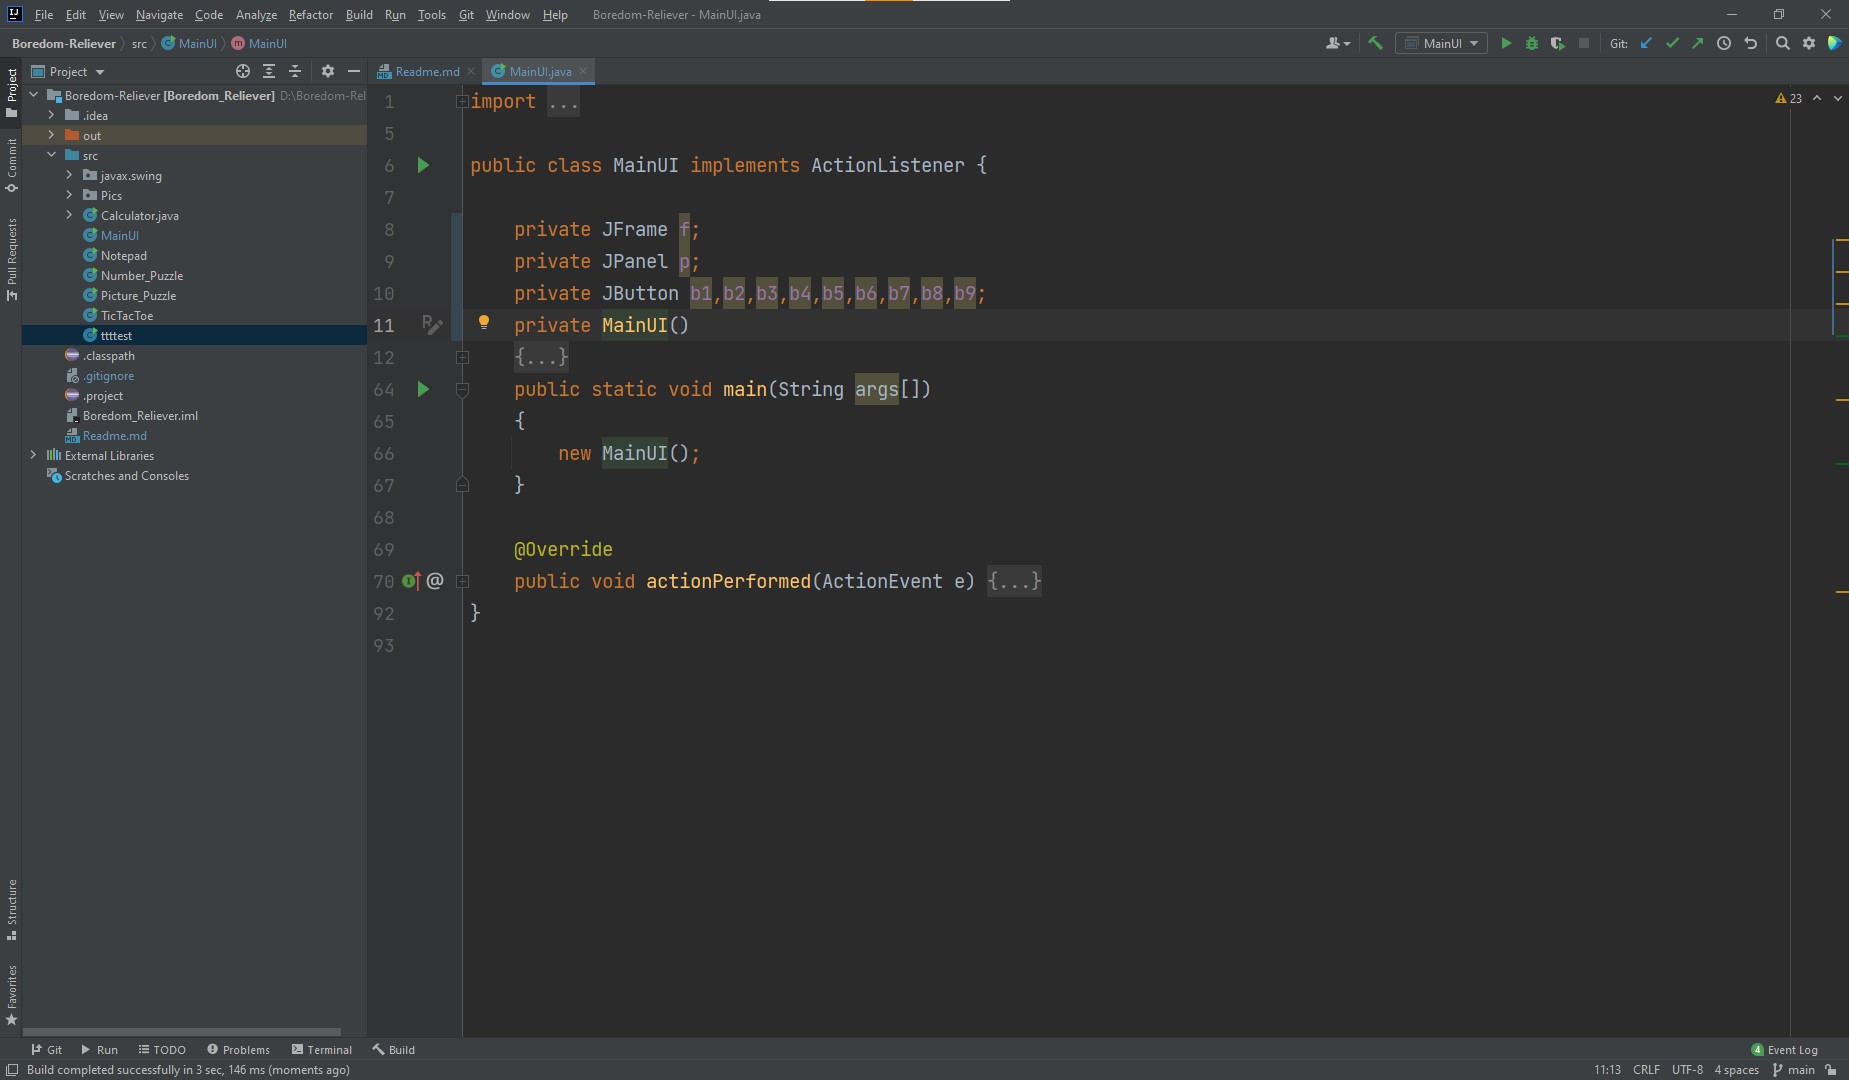 File Edit View Navigate Code Analyze Refactor Build Run Tools Git Window Help Boredom-Reliever - MainUI.java
Boredom-Reliever src MainUI m MainUI MainUI Git:
Project Readme.md MainUI.java
Boredom-Reliever [Boredom_Reliever] D:\Boredom-Rel
.idea
out
src
javax.swing
Pics
Calculator.java
MainUI
Notepad
Number_Puzzle
Picture_Puzzle
TicTacToe
ttttest
.classpath
.gitignore
.project
Boredom_Reliever.iml
Readme.md
External Libraries
Scratches and Consoles
Project
Commit
Pull Requests
Structure
Favorites
1 import ...
5
6 public class MainUI implements ActionListener {
7
8 private JFrame f;
9 private JPanel p;
10 private JButton b1,b2,b3,b4,b5,b6,b7,b8,b9;
11 private MainUI()
12 {...}
64 public static void main(String args[])
65 {
66 new MainUI();
67 }
68
69 @Override
70 @ public void actionPerformed(ActionEvent e) {...}
92 }
93
23
Git Run TODO Problems Terminal Build 4 Event Log
Build completed successfully in 3 sec, 146 ms (moments ago) 11:13 CRLF UTF-8 4 spaces main